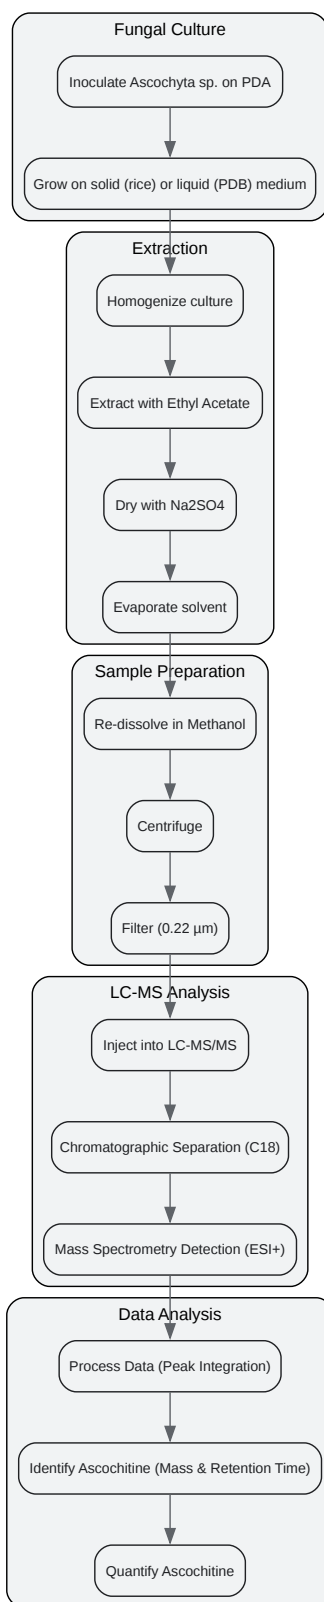 Fungal Culture
Inoculate Ascochyta sp. on PDA
Grow on solid (rice) or liquid (PDB) medium
Extraction
Homogenize culture
Extract with Ethyl Acetate
Dry with Na2SO4
Evaporate solvent
Sample Preparation
Re-dissolve in Methanol
Centrifuge
Filter (0.22 µm)
LC-MS Analysis
Inject into LC-MS/MS
Chromatographic Separation (C18)
Mass Spectrometry Detection (ESI+)
Data Analysis
Process Data (Peak Integration)
Identify Ascochitine (Mass & Retention Time)
Quantify Ascochitine